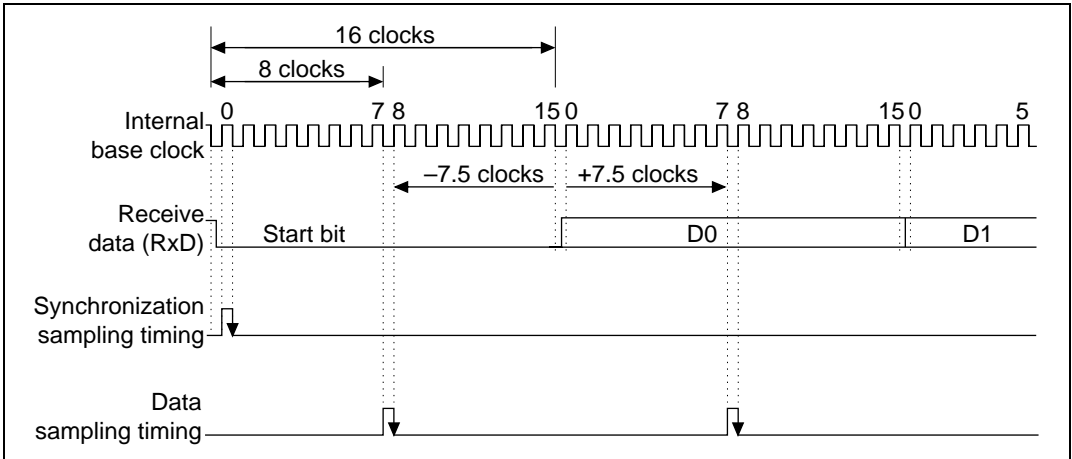 16 clocks
8 clocks
0 7 8 15 0 7 8 15 0 5
Internal
base clock
–7.5 clocks +7.5 clocks
Receive
data (RxD)
Start bit D0 D1
Synchronization
sampling timing
Data
sampling timing